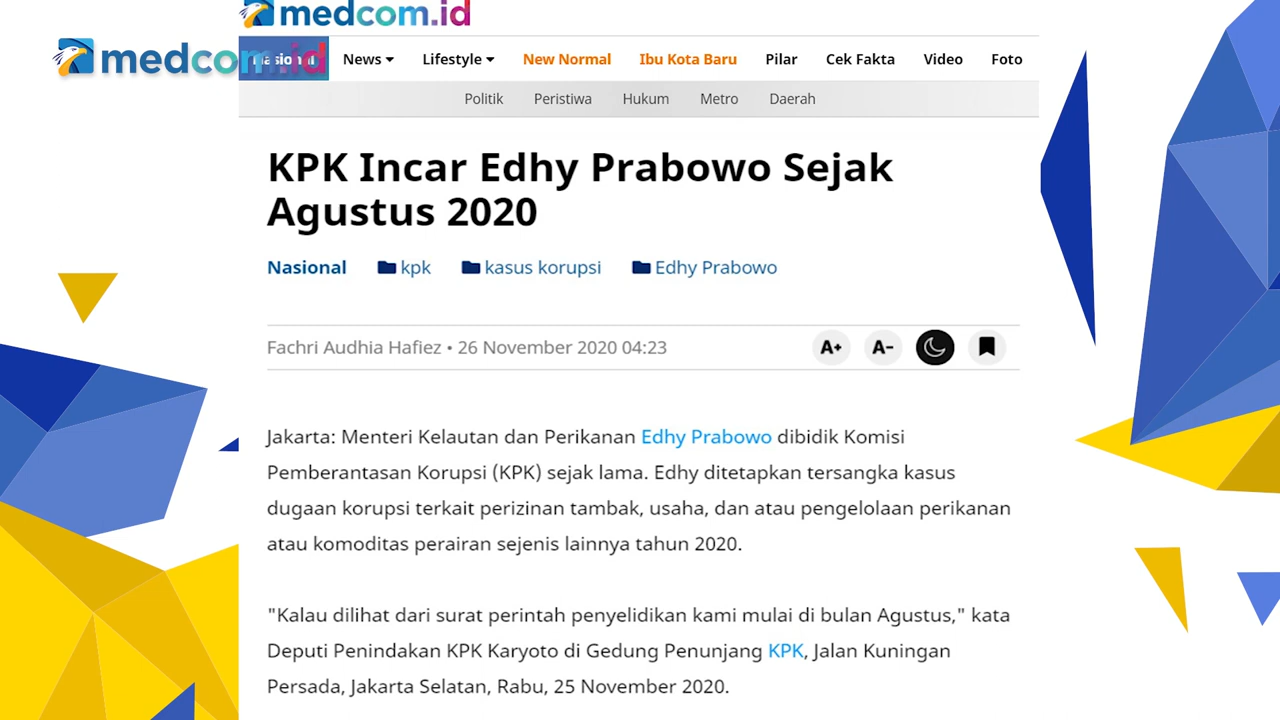 medcom.id
medcom.id
Nasional News Lifestyle New Normal Ibu Kota Baru Pilar Cek Fakta Video Foto
Politik Peristiwa Hukum Metro Daerah
KPK Incar Edhy Prabowo Sejak
Agustus 2020
Nasional kpk kasus korupsi Edhy Prabowo
Fachri Audhia Hafiez • 26 November 2020 04:23 A+ A-
Jakarta: Menteri Kelautan dan Perikanan Edhy Prabowo dibidik Komisi
Pemberantasan Korupsi (KPK) sejak lama. Edhy ditetapkan tersangka kasus
dugaan korupsi terkait perizinan tambak, usaha, dan atau pengelolaan perikanan
atau komoditas perairan sejenis lainnya tahun 2020.
"Kalau dilihat dari surat perintah penyelidikan kami mulai di bulan Agustus," kata
Deputi Penindakan KPK Karyoto di Gedung Penunjang KPK, Jalan Kuningan
Persada, Jakarta Selatan, Rabu, 25 November 2020.